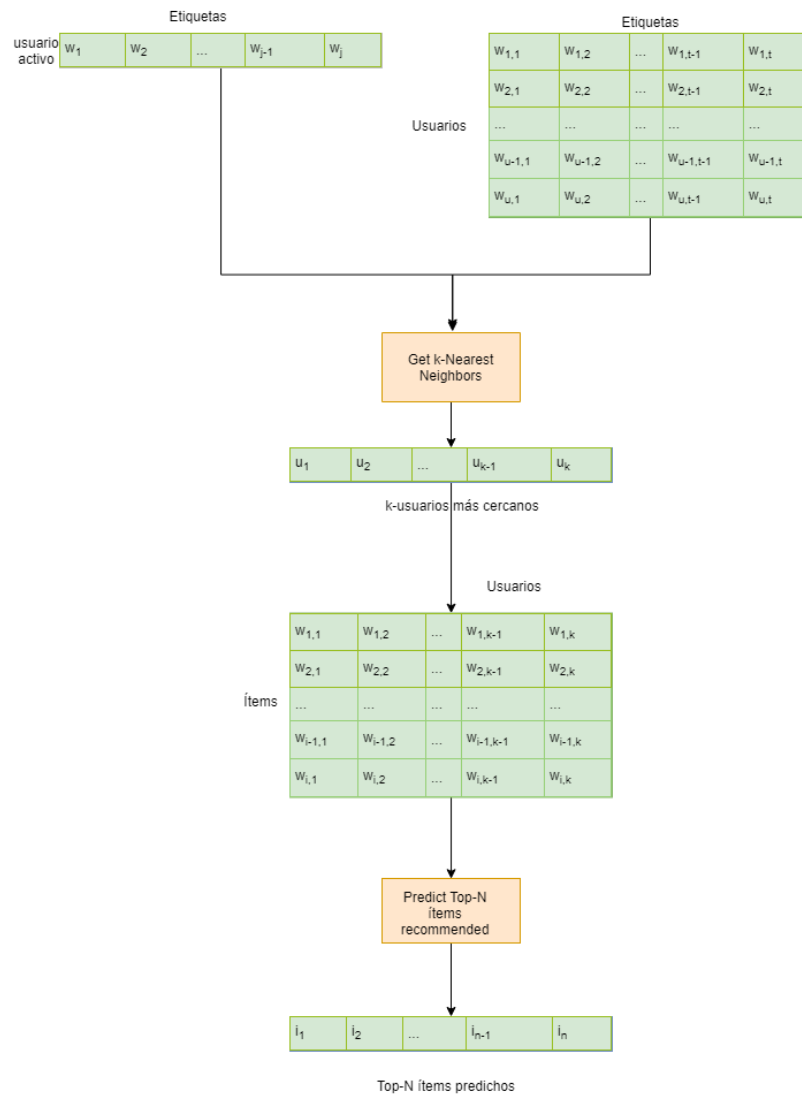 Etiquetas
usuario
activo
w1 w2 ... wj-1 wj
Etiquetas
Usuarios
w1,1 w1,2 ... w1,t-1 w1,t
w2,1 w2,2 ... w2,t-1 w2,t
... ... ... ... ...
wu-1,1 wu-1,2 ... wu-1,t-1 wu-1,t
wu,1 wu,2 ... wu,t-1 wu,t
Get k-Nearest
Neighbors
u1 u2 ... uk-1 uk
k-usuarios más cercanos
Usuarios
Ítems
w1,1 w1,2 ... w1,k-1 w1,k
w2,1 w2,2 ... w2,k-1 w2,k
... ... ... ... ...
wi-1,1 wi-1,2 ... wi-1,k-1 wi-1,k
wi,1 wi,2 ... wi,k-1 wi,k
Predict Top-N
ítems
recommended
i1 i2 ... in-1 in
Top-N ítems predichos